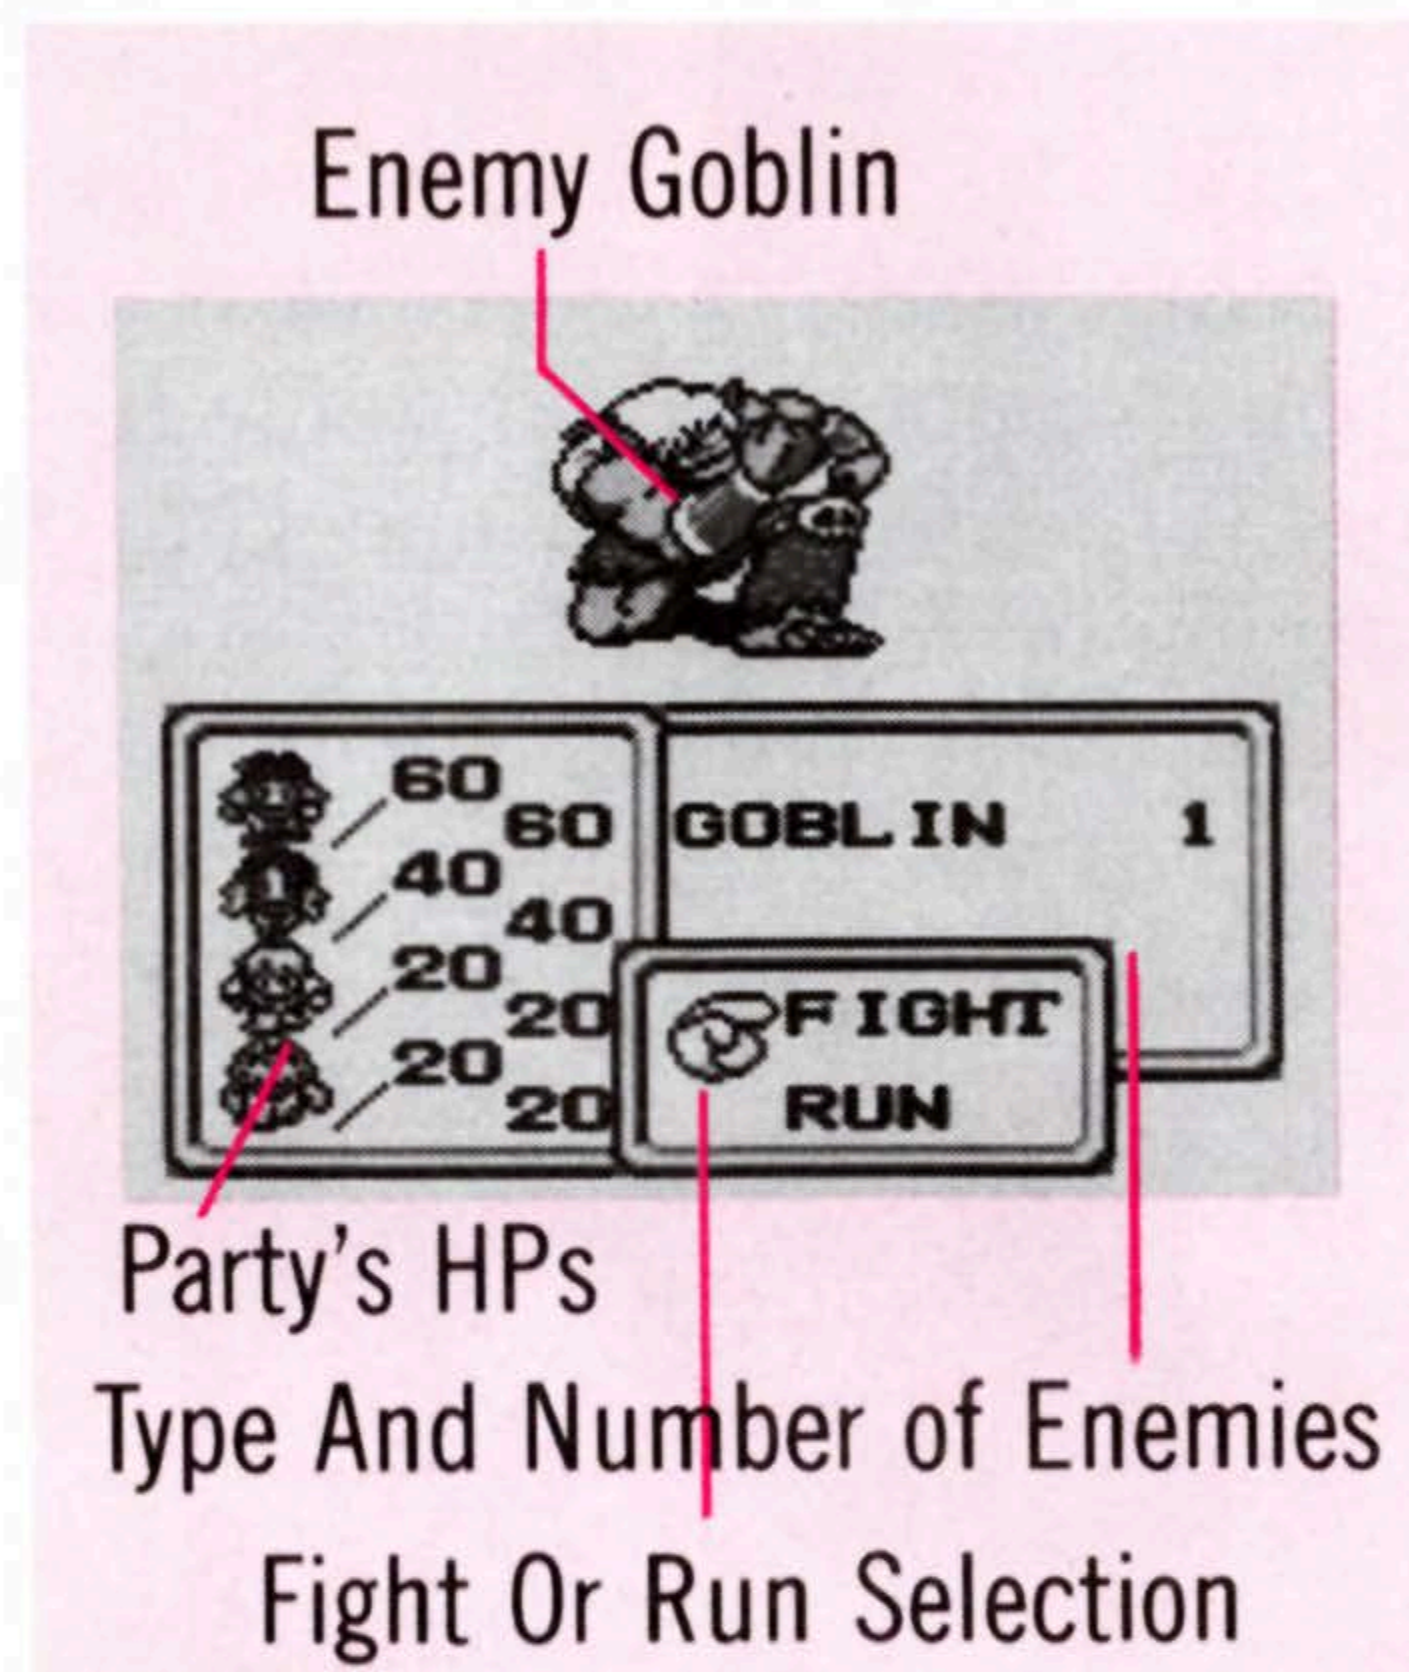 Enemy Goblin
60
60
GOBLIN 1
40
40
20
20
FIGHT
20
20
RUN
Party's HPs
Type And Number of Enemies
Fight Or Run Selection